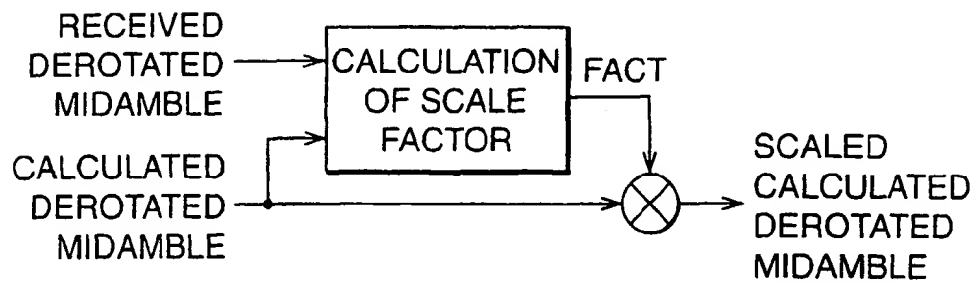 RECEIVED
DEROTATED
MIDAMBLE
CALCULATION
OF SCALE
FACTOR
FACT
CALCULATED
DEROTATED
MIDAMBLE
SCALED
CALCULATED
DEROTATED
MIDAMBLE